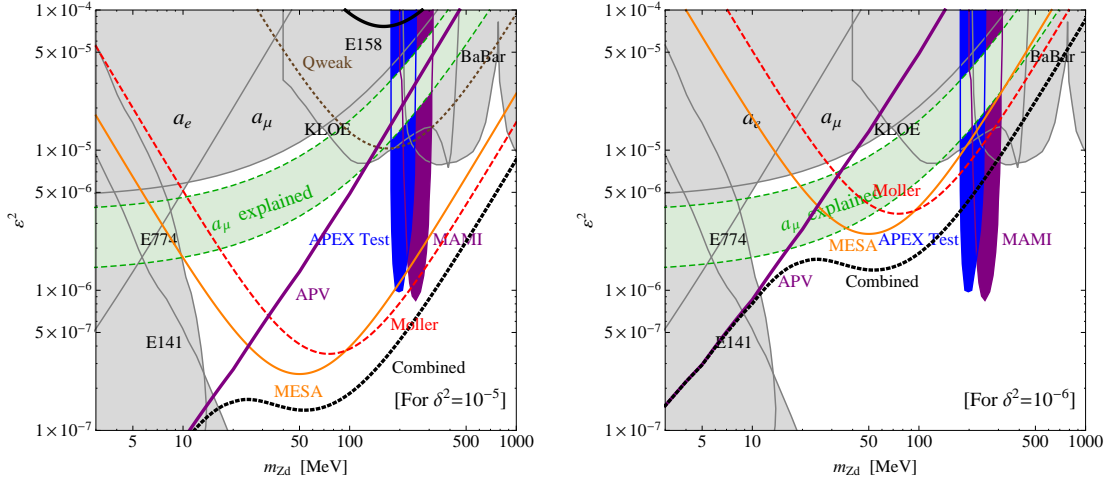 1×10⁻⁴
5×10⁻⁵
1×10⁻⁵
5×10⁻⁶
1×10⁻⁶
5×10⁻⁷
1×10⁻⁷
ε²
E158
Qweak
BaBar
a_e
a_μ
KLOE
a_μ explained
E774
APEX Test
MAMI
APV
Moller
E141
Combined
MESA
[For δ²=10⁻⁵]
5
10
50
100
500
1000
m_Zd [MeV]
1×10⁻⁴
5×10⁻⁵
1×10⁻⁵
5×10⁻⁶
1×10⁻⁶
5×10⁻⁷
1×10⁻⁷
ε²
BaBar
a_e
a_μ
KLOE
Moller
a_μ explained
E774
MESA
APEX Test
MAMI
APV
Combined
E141
[For δ²=10⁻⁶]
5
10
50
100
500
1000
m_Zd [MeV]